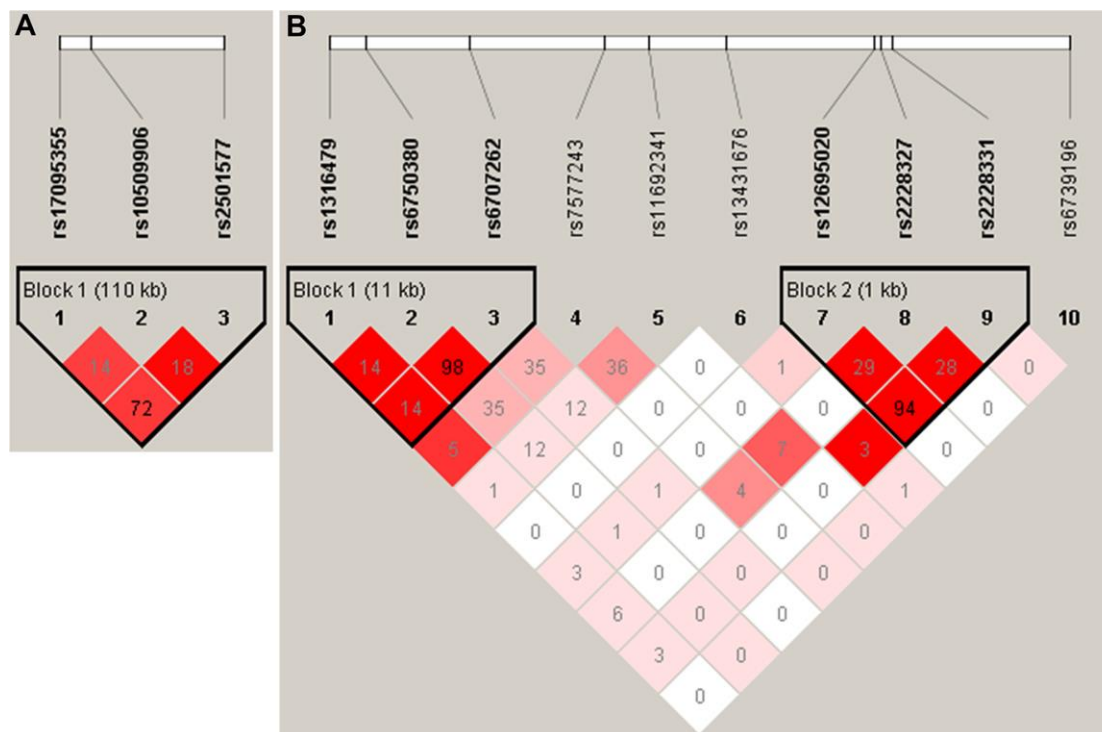 A
rs17095355
rs10509906
rs2501577
Block 1 (110 kb)
1 2 3
14 18
72
B
rs1316479
rs6750380
rs6707262
rs7577243
rs11692341
rs13431676
rs12695020
rs2228327
rs2228331
rs6739196
Block 1 (11 kb)
Block 2 (1 kb)
1 2 3 4 5 6 7 8 9 10
14 98 35 36 0 1 29 28 0
14 35 12 0 0 0 94 0
5 12 0 0 7 3 0
1 0 1 4 0 1
0 1 0 0 0
3 0 0 0
6 0 0
3 0
0